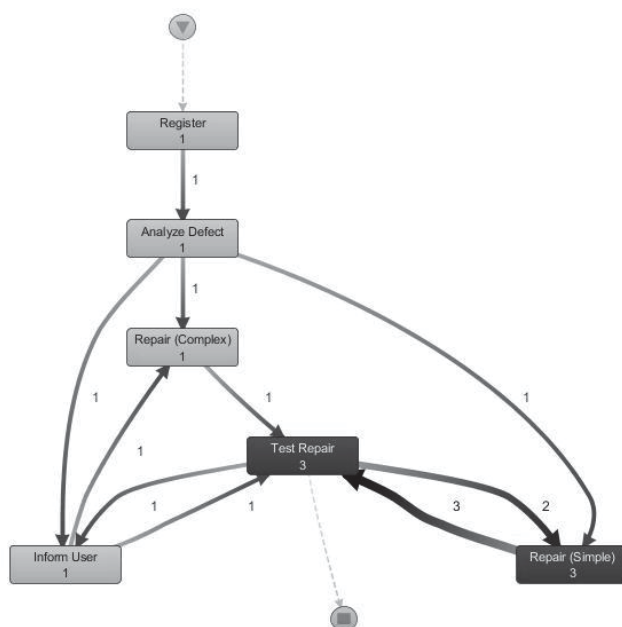 Register
1
1
Analyze Defect
1
1
Repair (Complex)
1
1
1
1
1
Test Repair
3
3
2
1
1
Inform User
1
Repair (Simple)
3